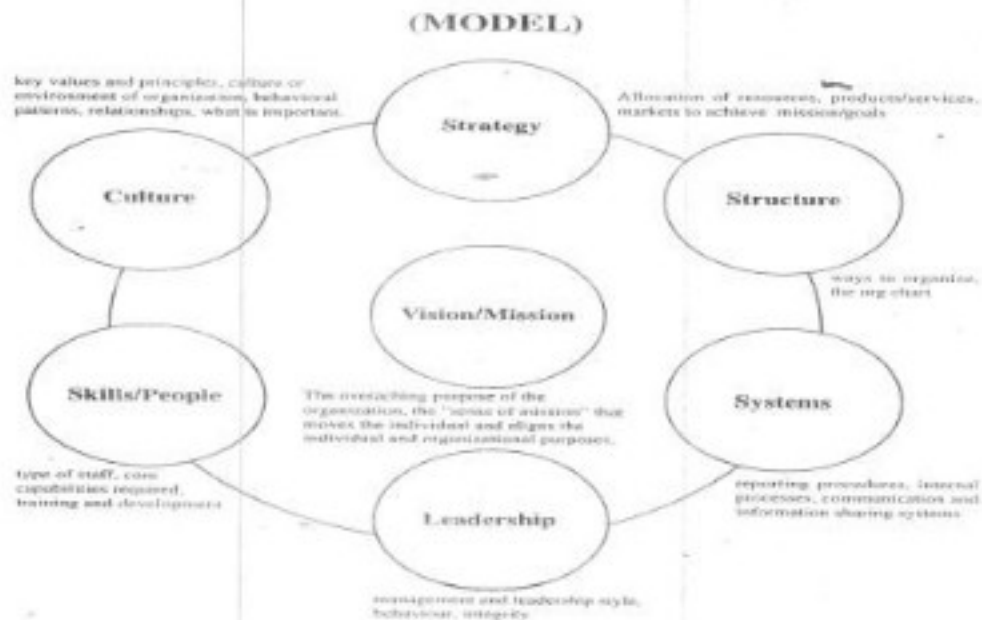 (MODEL)
key values and principles, culture or
environment of organization, behavioral
patterns, relationships, what is important.
Strategy
Allocation of resources, products/services,
markets to achieve mission/goals
Culture
Structure
ways to organize,
the org chart
Vision/Mission
The overaching purpose of the
organization, the "sense of mission" that
moves the individual and aligns the
individual and organizational purposes.
Skills/People
Systems
type of staff, core
capabilities required,
training and development
reporting procedures, internal
processes, communication and
information sharing systems
Leadership
management and leadership style,
behaviour, integrity